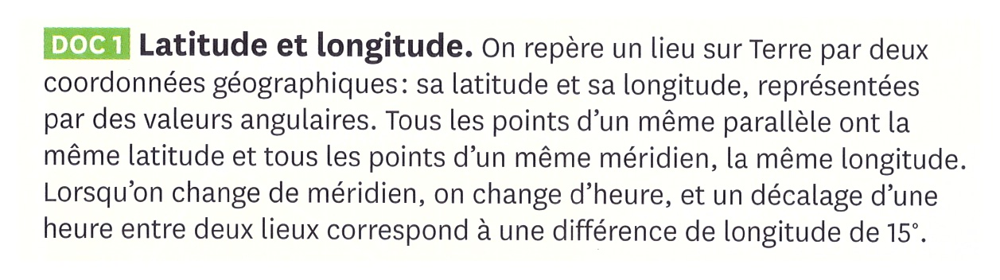 DOC 1 Latitude et longitude. On repère un lieu sur Terre par deux
coordonnées géographiques : sa latitude et sa longitude, représentées
par des valeurs angulaires. Tous les points d’un même parallèle ont la
même latitude et tous les points d’un même méridien, la même longitude.
Lorsqu’on change de méridien, on change d’heure, et un décalage d’une
heure entre deux lieux correspond à une différence de longitude de 15°.